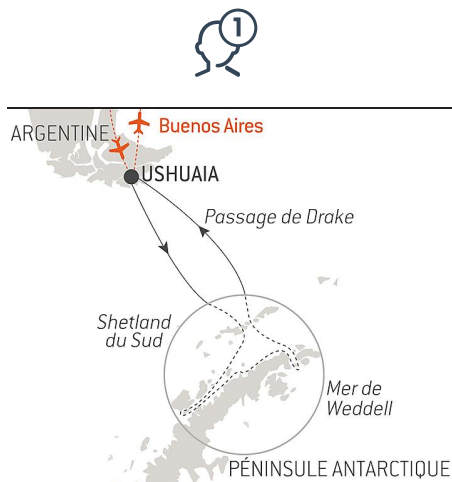 1
Buenos Aires
ARGENTINE
USHUAIA
Passage de Drake
Shetland
du Sud
Mer de
Weddell
PÉNINSULE ANTARCTIQUE